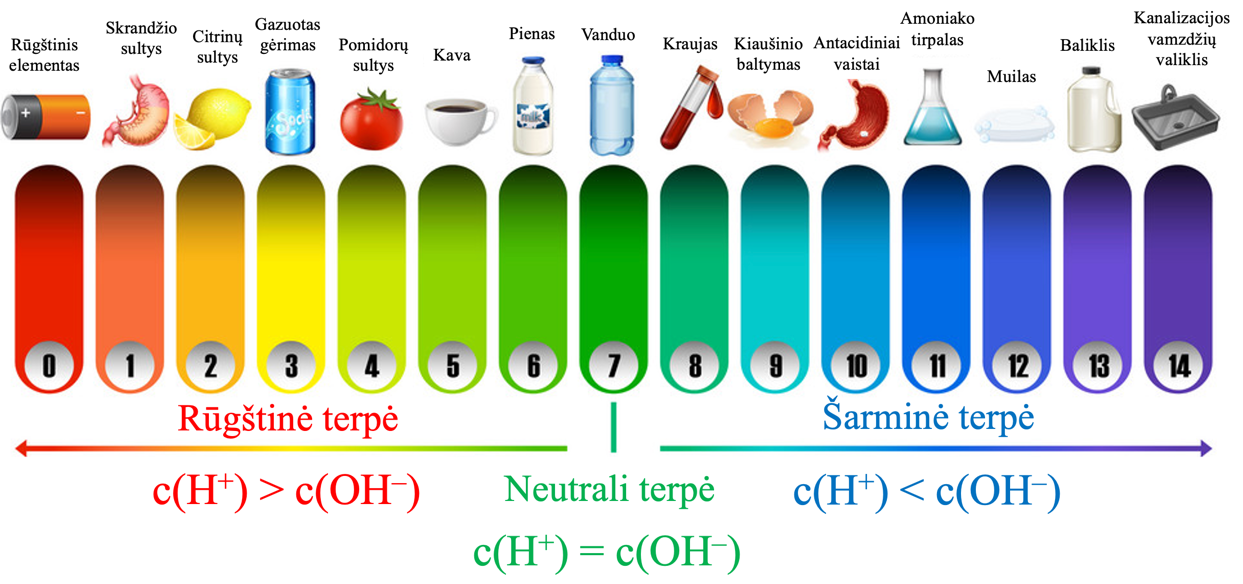 Rūgštinis
elementas
Skrandžio
sultys
Citrinų
sultys
Gazuotas
gėrimas
Pomidorų
sultys
Kava
Pienas
Vanduo
Kraujas
Kiaušinio
baltymas
Antacidiniai
vaistai
Amoniako
tirpalas
Muilas
Baliklis
Kanalizacijos
vamzdžių
valiklis
+ −
Soda
milk
0 1 2 3 4 5 6 7 8 9 10 11 12 13 14
Rūgštinė terpė
Šarminė terpė
c(H⁺) > c(OH⁻)
Neutrali terpė
c(H⁺) < c(OH⁻)
c(H⁺) = c(OH⁻)